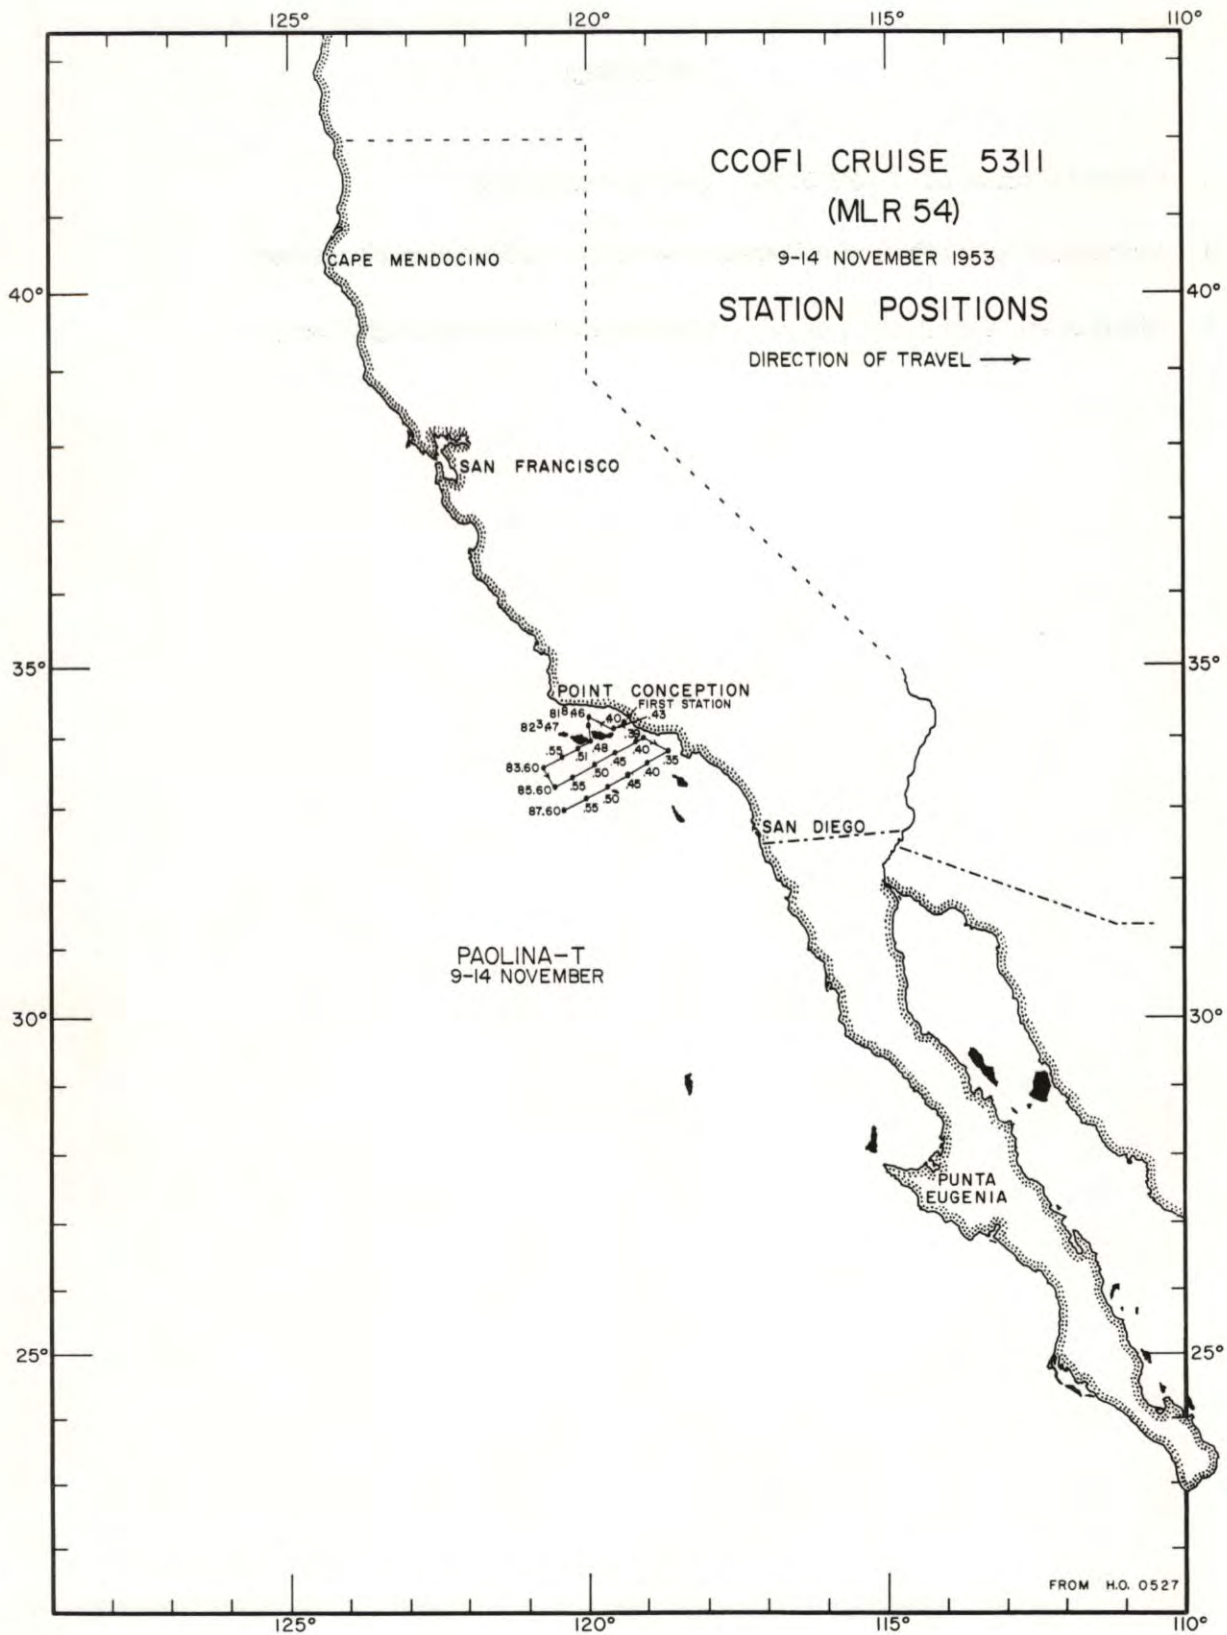 125° 120° 115° 110°
CCOFI CRUISE 5311
(MLR 54)
9-14 NOVEMBER 1953
STATION POSITIONS
DIRECTION OF TRAVEL
CAPE MENDOCINO
40° 40°
SAN FRANCISCO
35° 35°
POINT CONCEPTION
FIRST STATION
81⁸.46 .40 .43
82³.47 .39
.55 .51 .48 .45 .40 .35
83.60 .50
85.60 .55 .45 .40
87.60 .55 .50
SAN DIEGO
PAOLINA-T
9-14 NOVEMBER
30° 30°
PUNTA
EUGENIA
25° 25°
FROM H.O. 0527
125° 120° 115° 110°